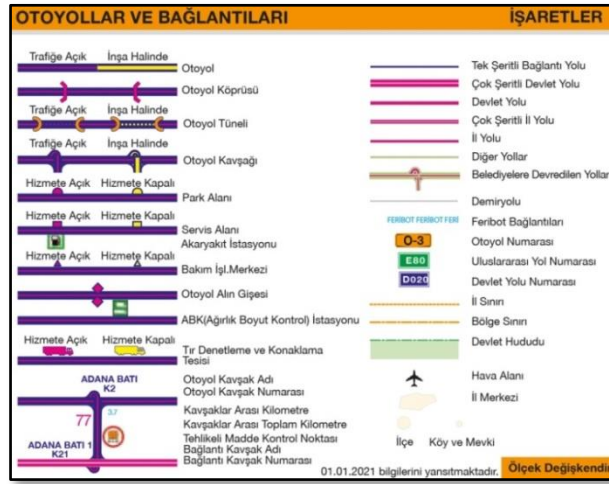 OTOYOLLAR VE BAĞLANTILARI
İŞARETLER
Trafiğe Açık İnşa Halinde
Otoyol
Otoyol Köprüsü
Trafiğe Açık İnşa Halinde
Otoyol Tüneli
Trafiğe Açık İnşa Halinde
Otoyol Kavşağı
Hizmete Açık Hizmete Kapalı
Park Alanı
Hizmete Açık Hizmete Kapalı
Servis Alanı
Akaryakıt İstasyonu
Hizmete Açık Hizmete Kapalı
Bakım İşl.Merkezi
Otoyol Alın Gişesi
ABK(Ağırlık Boyut Kontrol) İstasyonu
Hizmete Açık Hizmete Kapalı
Tır Denetleme ve Konaklama
Tesisi
ADANA BATI
K2
Otoyol Kavşak Adı
Otoyol Kavşak Numarası
77
3.7
Kavşaklar Arası Kilometre
Kavşaklar Arası Toplam Kilometre
Tehlikeli Madde Kontrol Noktası
ADANA BATI 1
K21
Bağlantı Kavşak Adı
Bağlantı Kavşak Numarası
Tek Şeritli Bağlantı Yolu
Çok Şeritli Devlet Yolu
Devlet Yolu
Çok Şeritli İl Yolu
İl Yolu
Diğer Yollar
Belediyelere Devredilen Yollar
Demiryolu
FERIBOT FERIBOT FERI
Feribot Bağlantıları
O-3
Otoyol Numarası
E80
Uluslararası Yol Numarası
D020
Devlet Yolu Numarası
İl Sınırı
Bölge Sınırı
Devlet Hududu
Hava Alanı
İl Merkezi
İlçe Köy ve Mevki
01.01.2021 bilgilerini yansıtmaktadır.
Ölçek Değişkendir